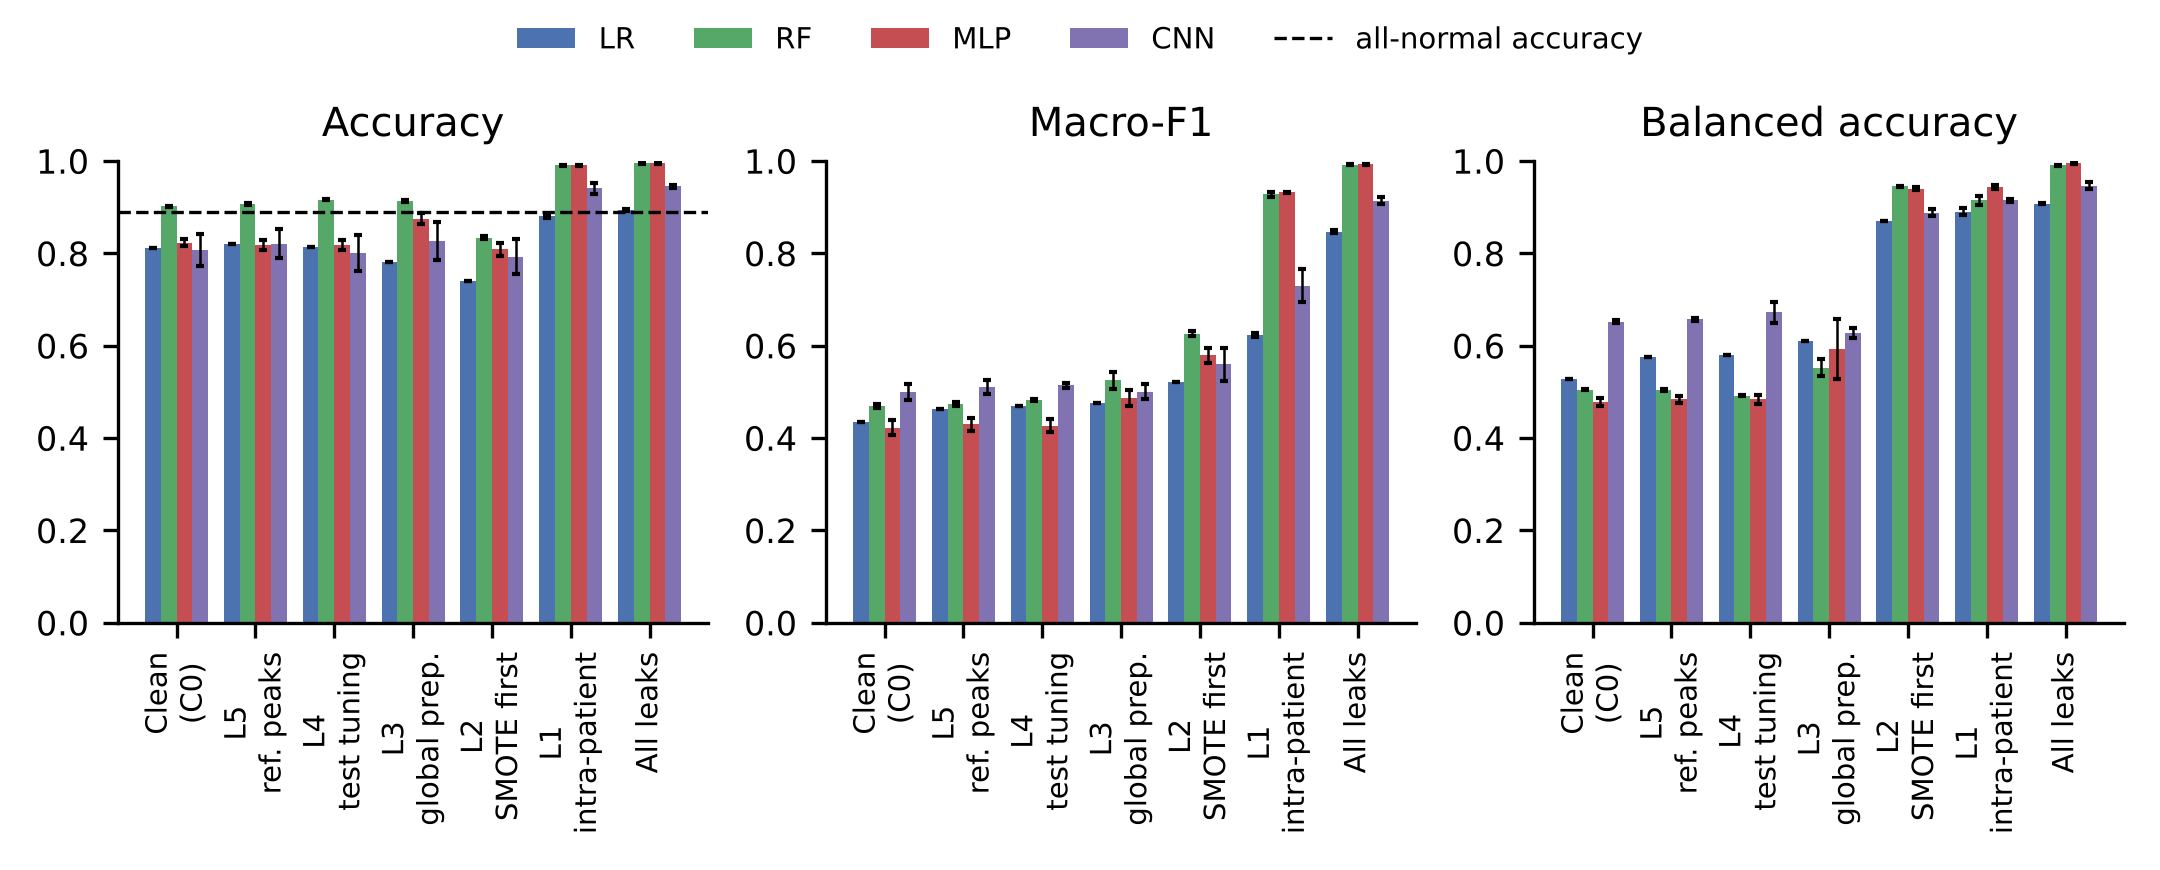 LR RF MLP CNN all-normal accuracy
Accuracy
1.0
0.8
0.6
0.4
0.2
0.0
Clean
(C0)
L5
ref. peaks
L4
test tuning
L3
global prep.
L2
SMOTE first
L1
intra-patient
All leaks
Macro-F1
1.0
0.8
0.6
0.4
0.2
0.0
Clean
(C0)
L5
ref. peaks
L4
test tuning
L3
global prep.
L2
SMOTE first
L1
intra-patient
All leaks
Balanced accuracy
1.0
0.8
0.6
0.4
0.2
0.0
Clean
(C0)
L5
ref. peaks
L4
test tuning
L3
global prep.
L2
SMOTE first
L1
intra-patient
All leaks